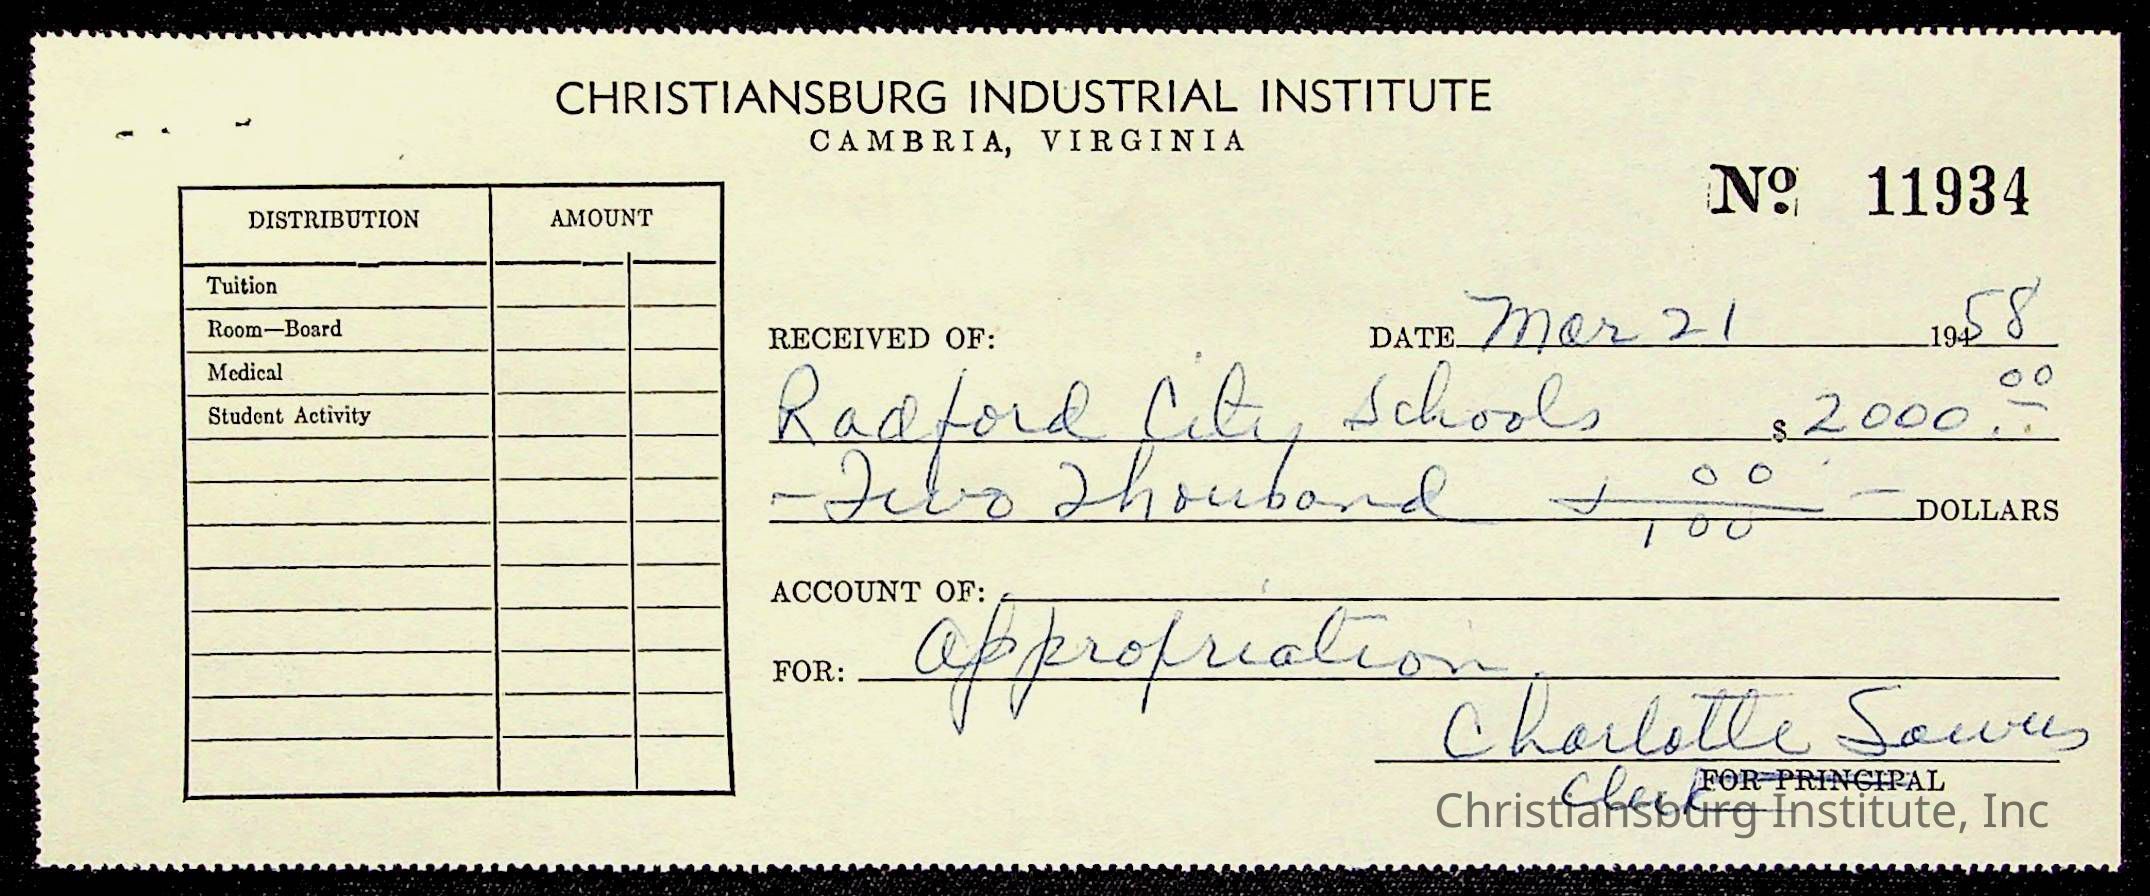 CHRISTIANSBURG INDUSTRIAL INSTITUTE
CAMBRIA, VIRGINIA
No. 11934
DISTRIBUTION AMOUNT
Tuition
Room—Board
Medical
Student Activity
RECEIVED OF: DATE Mar 21 19458
Radford City Schools $ 2000.00
- Two Thousand + 00/100 - DOLLARS
ACCOUNT OF:
FOR: Appropriation
Charlotte Sowers
Clerk FOR PRINCIPAL
Christiansburg Institute, Inc